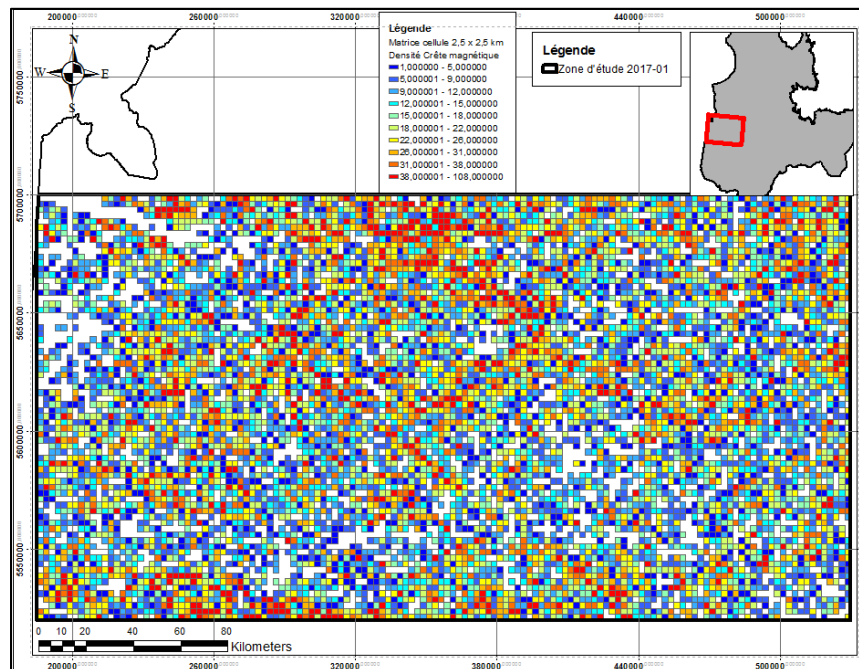 200000
260000
320000
440000
500000
Légende
Matrice cellule 2,5 x 2,5 km
Densité Crête magnétique
1,000000 - 5,000000
5,000001 - 9,000000
9,000001 - 12,000000
12,000001 - 15,000000
15,000001 - 18,000000
18,000001 - 22,000000
22,000001 - 26,000000
26,000001 - 31,000000
31,000001 - 38,000000
38,000001 - 108,000000
Légende
Zone d'étude 2017-01
N
W
E
S
5750000
5700000
5650000
5600000
5550000
0 10 20 40 60 80
Kilometers
200000
260000
320000
380000
440000
500000